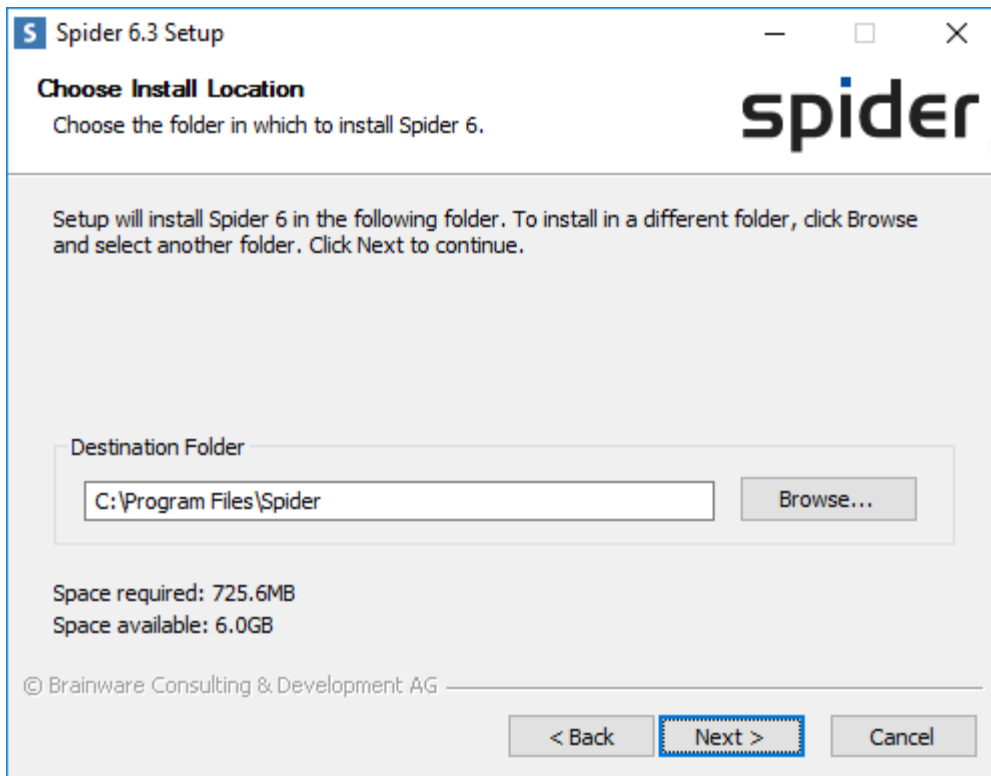 S Spider 6.3 Setup
Choose Install Location
Choose the folder in which to install Spider 6.
spider
Setup will install Spider 6 in the following folder. To install in a different folder, click Browse
and select another folder. Click Next to continue.
Destination Folder
C:\Program Files\Spider
Browse...
Space required: 725.6MB
Space available: 6.0GB
© Brainware Consulting & Development AG
< Back Next > Cancel